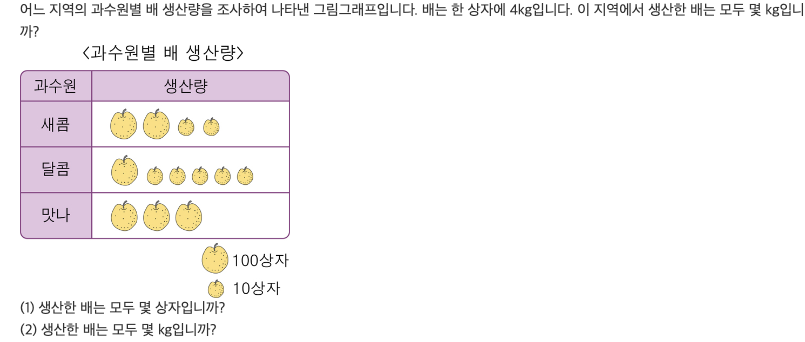 어느 지역의 과수원별 배 생산량을 조사하여 나타낸 그림그래프입니다. 배는 한 상자에 4kg입니다. 이 지역에서 생산한 배는 모두 몇 kg입니
까?
<과수원별 배 생산량>
과수원 생산량
새콤
달콤
맛나
100상자
10상자
(1) 생산한 배는 모두 몇 상자입니까?
(2) 생산한 배는 모두 몇 kg입니까?